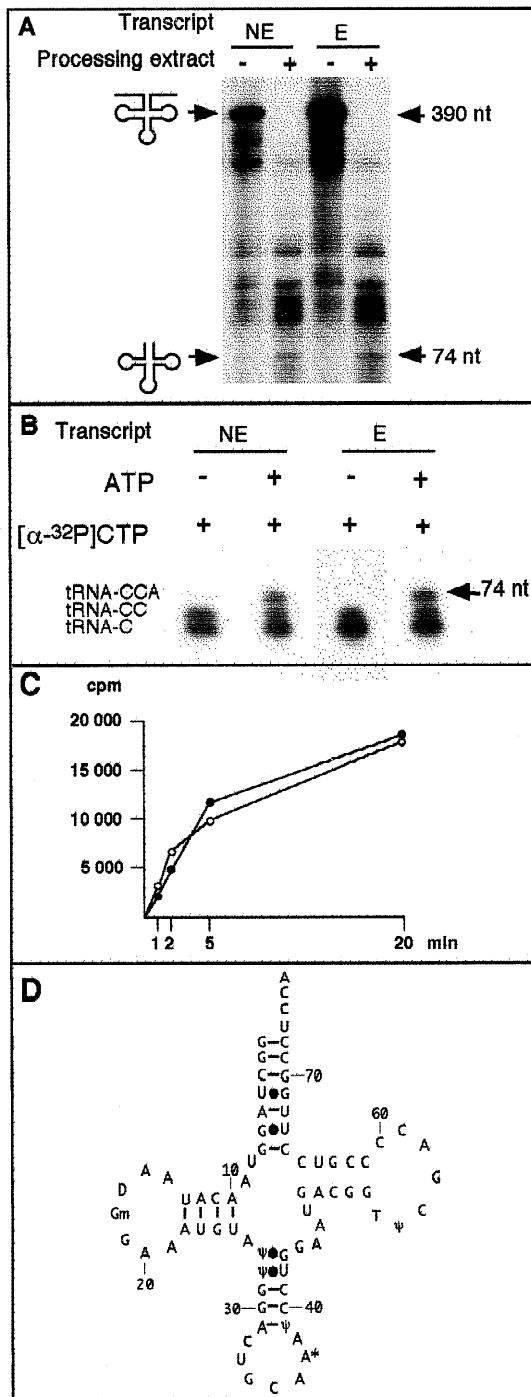 A
Transcript NE E
Processing extract - + - +
390 nt
74 nt
B
Transcript NE E
ATP - + - +
[α-³²P]CTP + + + +
tRNA-CCA 74 nt
tRNA-CC
tRNA-C
C
cpm
20 000
15 000
10 000
5 000
1 2 5 20 min
D
A
C
C
U
G-C
G-C
C-G—70
U•G
A-U
G•U
G-C
U
A
10
A A U A C A
D
Gm
G A A A U G U A
20
C U G C C C C A
60
G A C G G T ψ C G
U
A
G G A
ψ•G
ψ•U
G-C
30—G-C—40
A ψ
C A
U A*
G C A